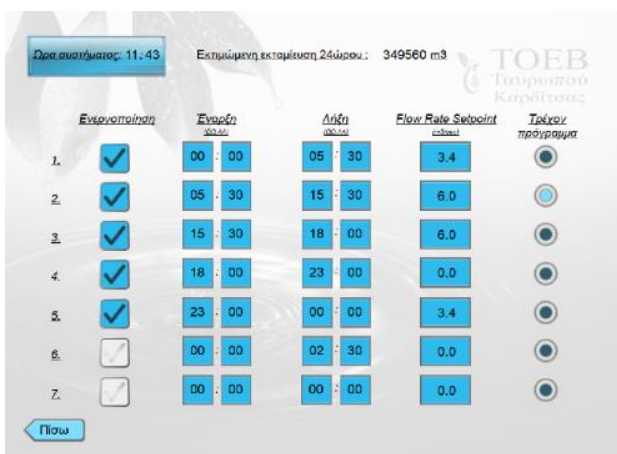 Ώρα συστήματος: 11:43 Εκτιμώμενη εκταμίευση 24ώρου : 349560 m3
ΤΟΕΒ
Ταυρωπού
Καρδίτσας
Ενεργοποίηση Έναρξη Λήξη Flow Rate Setpoint Τρέχον
πρόγραμμα
1. 00 : 00 05 : 30 3.4
2. 05 : 30 15 : 30 6.0
3. 15 : 30 18 : 00 6.0
4. 18 : 00 23 : 00 0.0
5. 23 : 00 00 : 00 3.4
6. 00 : 00 02 : 30 0.0
7. 00 : 00 00 : 00 0.0
Πίσω